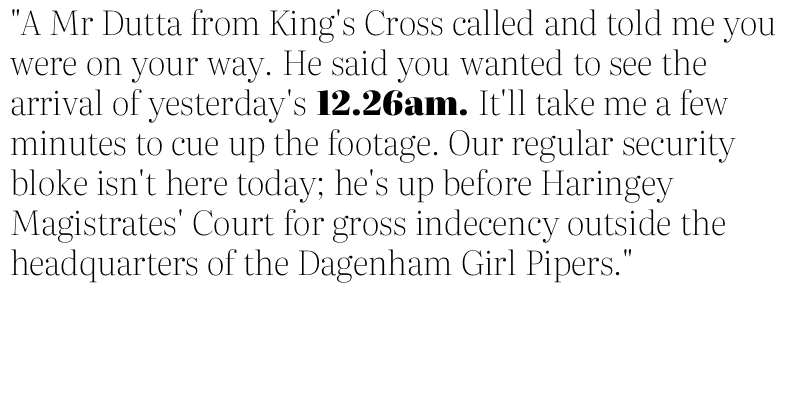 "A Mr Dutta from King's Cross called and told me you
were on your way. He said you wanted to see the
arrival of yesterday's 12.26am. It'll take me a few
minutes to cue up the footage. Our regular security
bloke isn't here today; he's up before Haringey
Magistrates' Court for gross indecency outside the
headquarters of the Dagenham Girl Pipers."